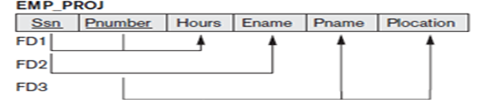 EMP_PROJ
Ssn Pnumber Hours Ename Pname Plocation
FD1
FD2
FD3